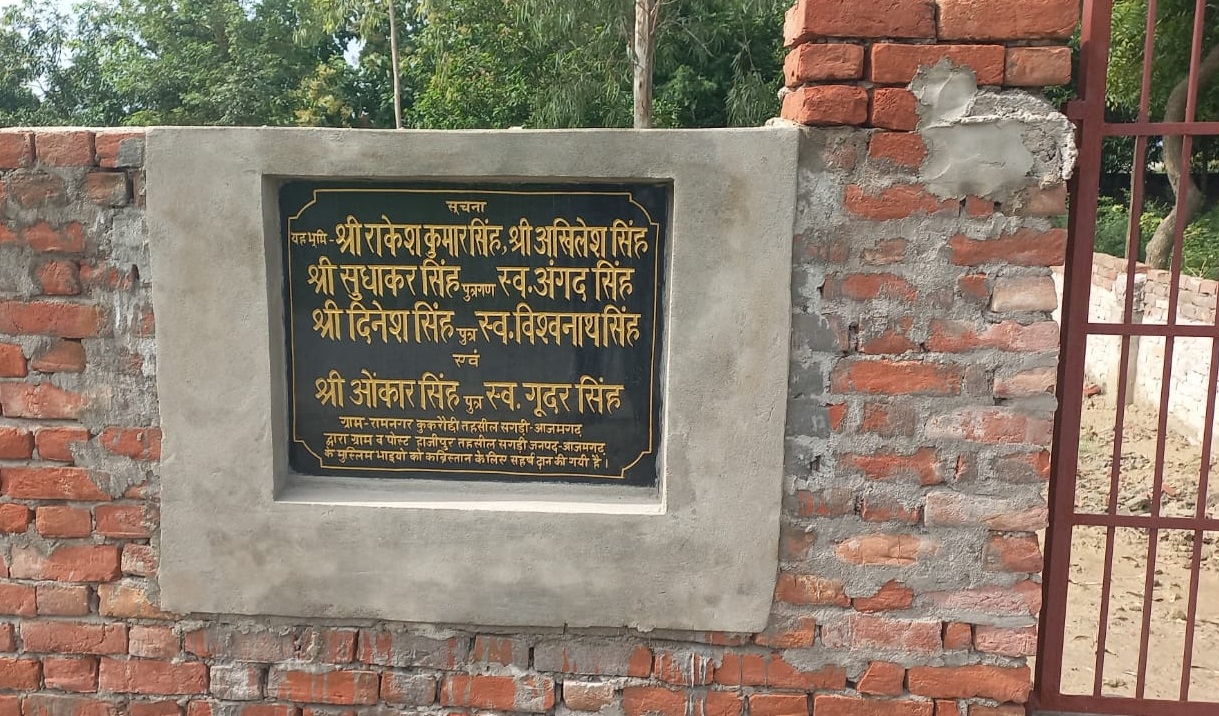 सूचना
यह भूमि - श्री राकेश कुमार सिंह, श्री अखिलेश सिंह
श्री सुधाकर सिंह पुत्रगण स्व. अंगद सिंह
श्री दिनेश सिंह पुत्र स्व. विश्वनाथ सिंह
एवं
श्री ओंकार सिंह पुत्र स्व. गूदर सिंह
ग्राम- रामनगर कुकरौंछी तहसील सगड़ी-आजमगढ़
द्वारा ग्राम व पोस्ट हाजीपुर तहसील सगड़ी जनपद-आजमगढ़
के मुस्लिम भाइयों को कब्रिस्तान के लिए सहर्ष दान की गयी है ।